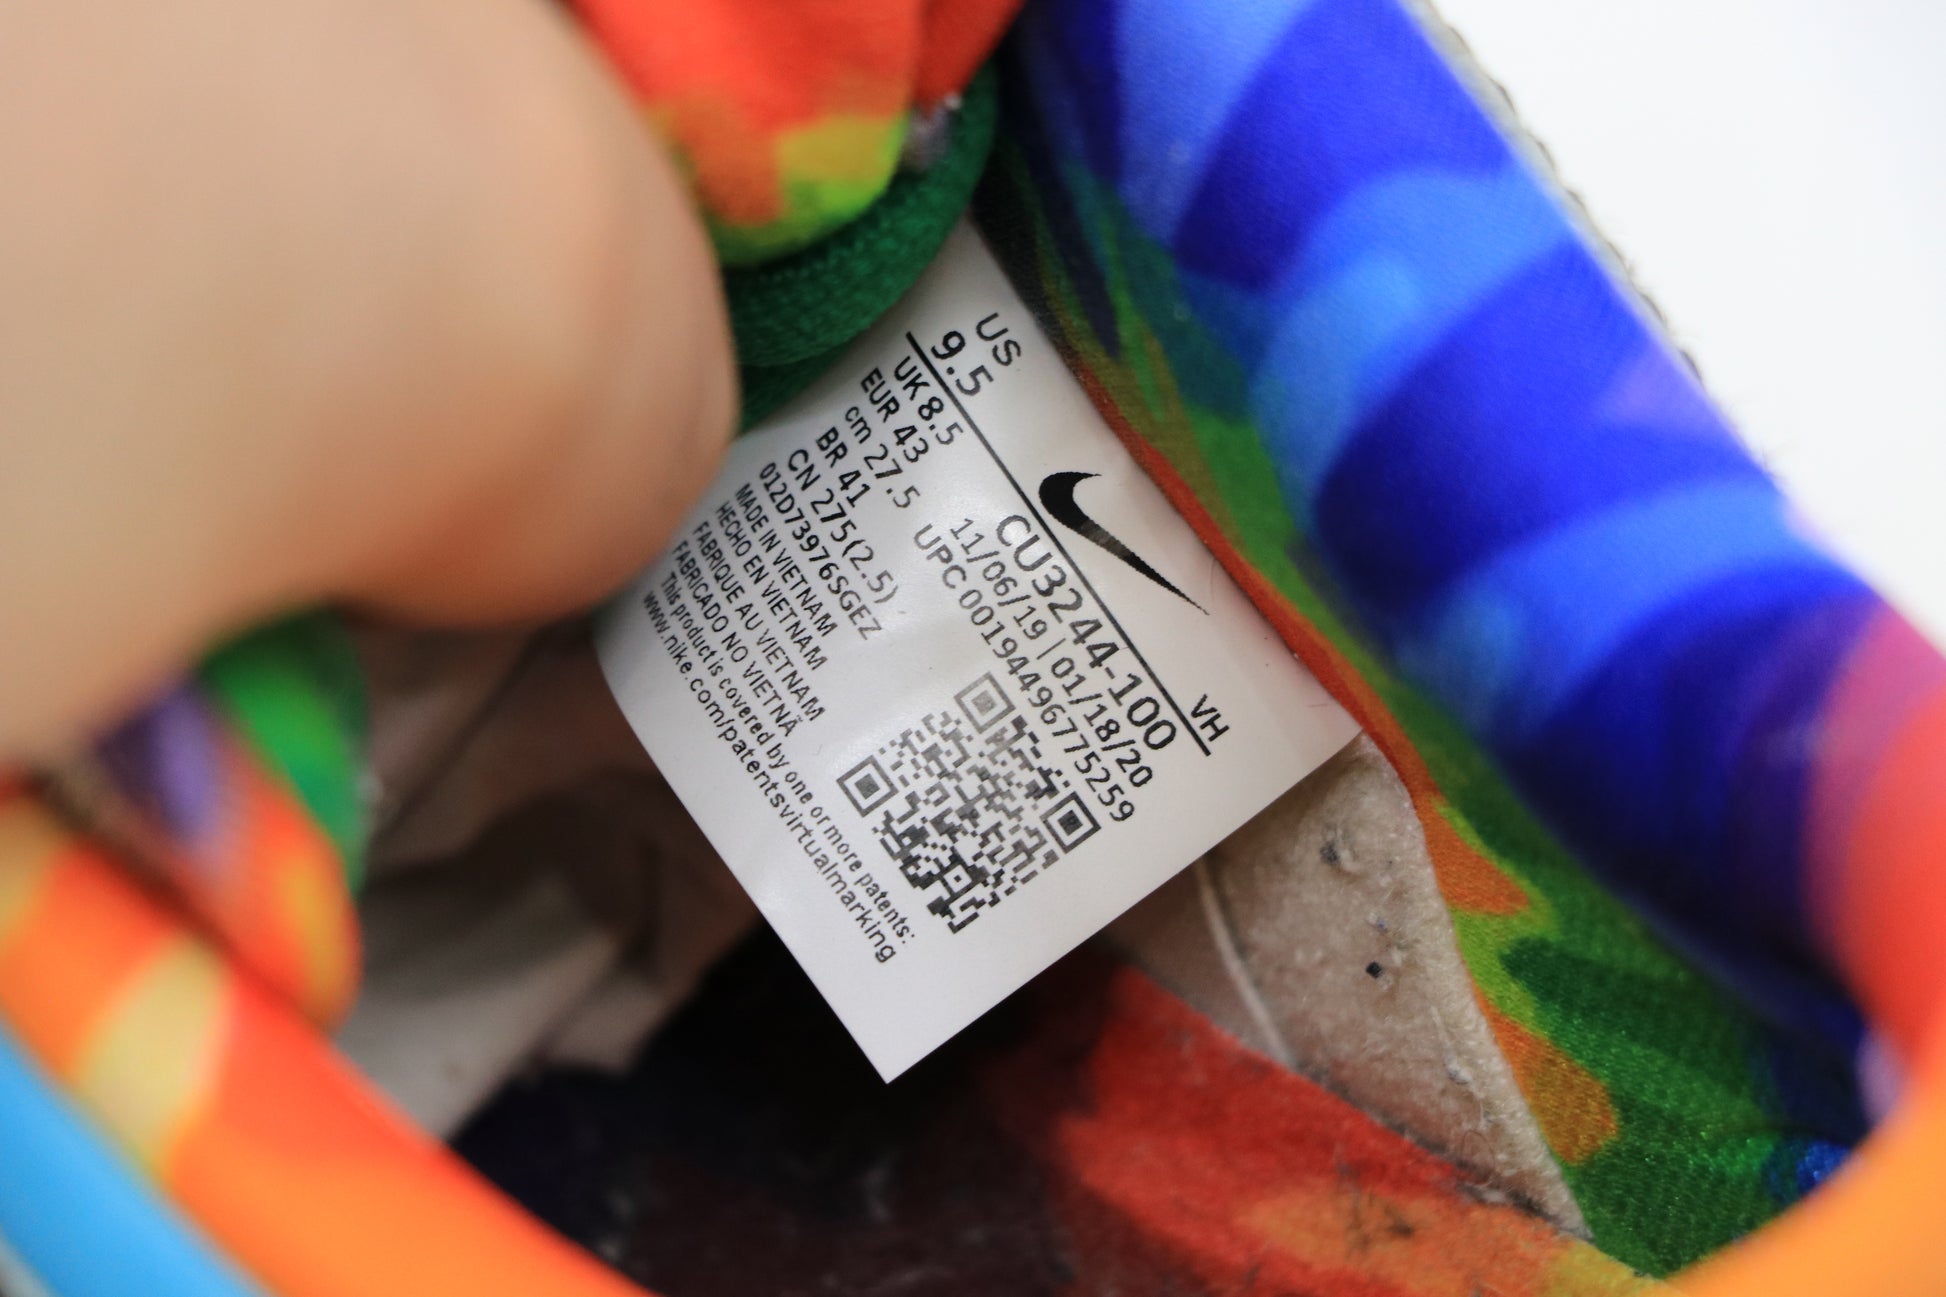 US
9.5
VH
UK 8.5
EUR 43
cm 27.5
BR 41
CN 275(2.5)
CU3244-100
11/06/19 | 01/18/20
UPC 00194496775259
012D73976SGEZ
MADE IN VIETNAM
HECHO EN VIETNAM
FABRIQUE AU VIETNAM
FABRICADO NO VIETNÃ
This product is covered by one or more patents:
www.nike.com/patentsvirtualmarking